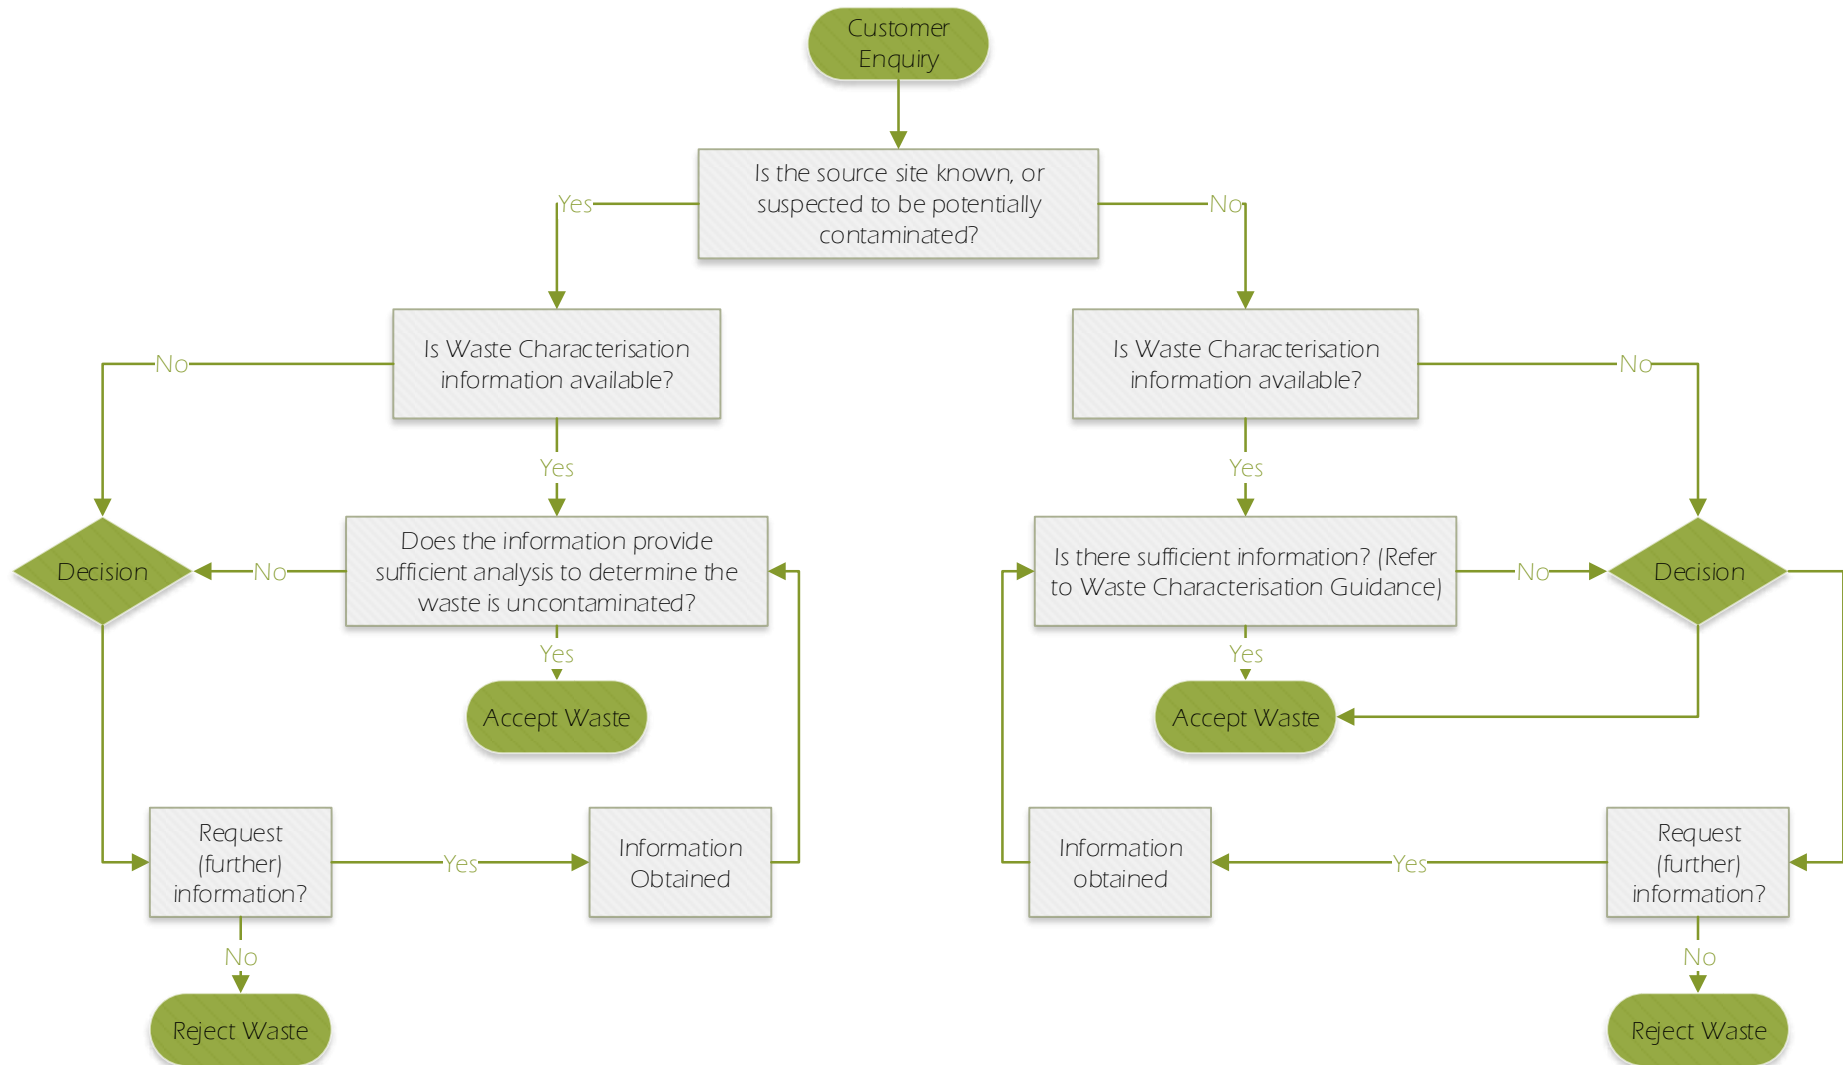 Customer
Enquiry
Is the source site known, or
suspected to be potentially
contaminated?
Yes
No
Is Waste Characterisation
information available?
Is Waste Characterisation
information available?
No
No
Yes
Yes
Decision
Does the information provide
sufficient analysis to determine the
waste is uncontaminated?
No
Is there sufficient information? (Refer
to Waste Characterisation Guidance)
No
Decision
Yes
Yes
Accept Waste
Accept Waste
Request
(further)
information?
Yes
Information
Obtained
Information
obtained
Yes
Request
(further)
information?
No
No
Reject Waste
Reject Waste